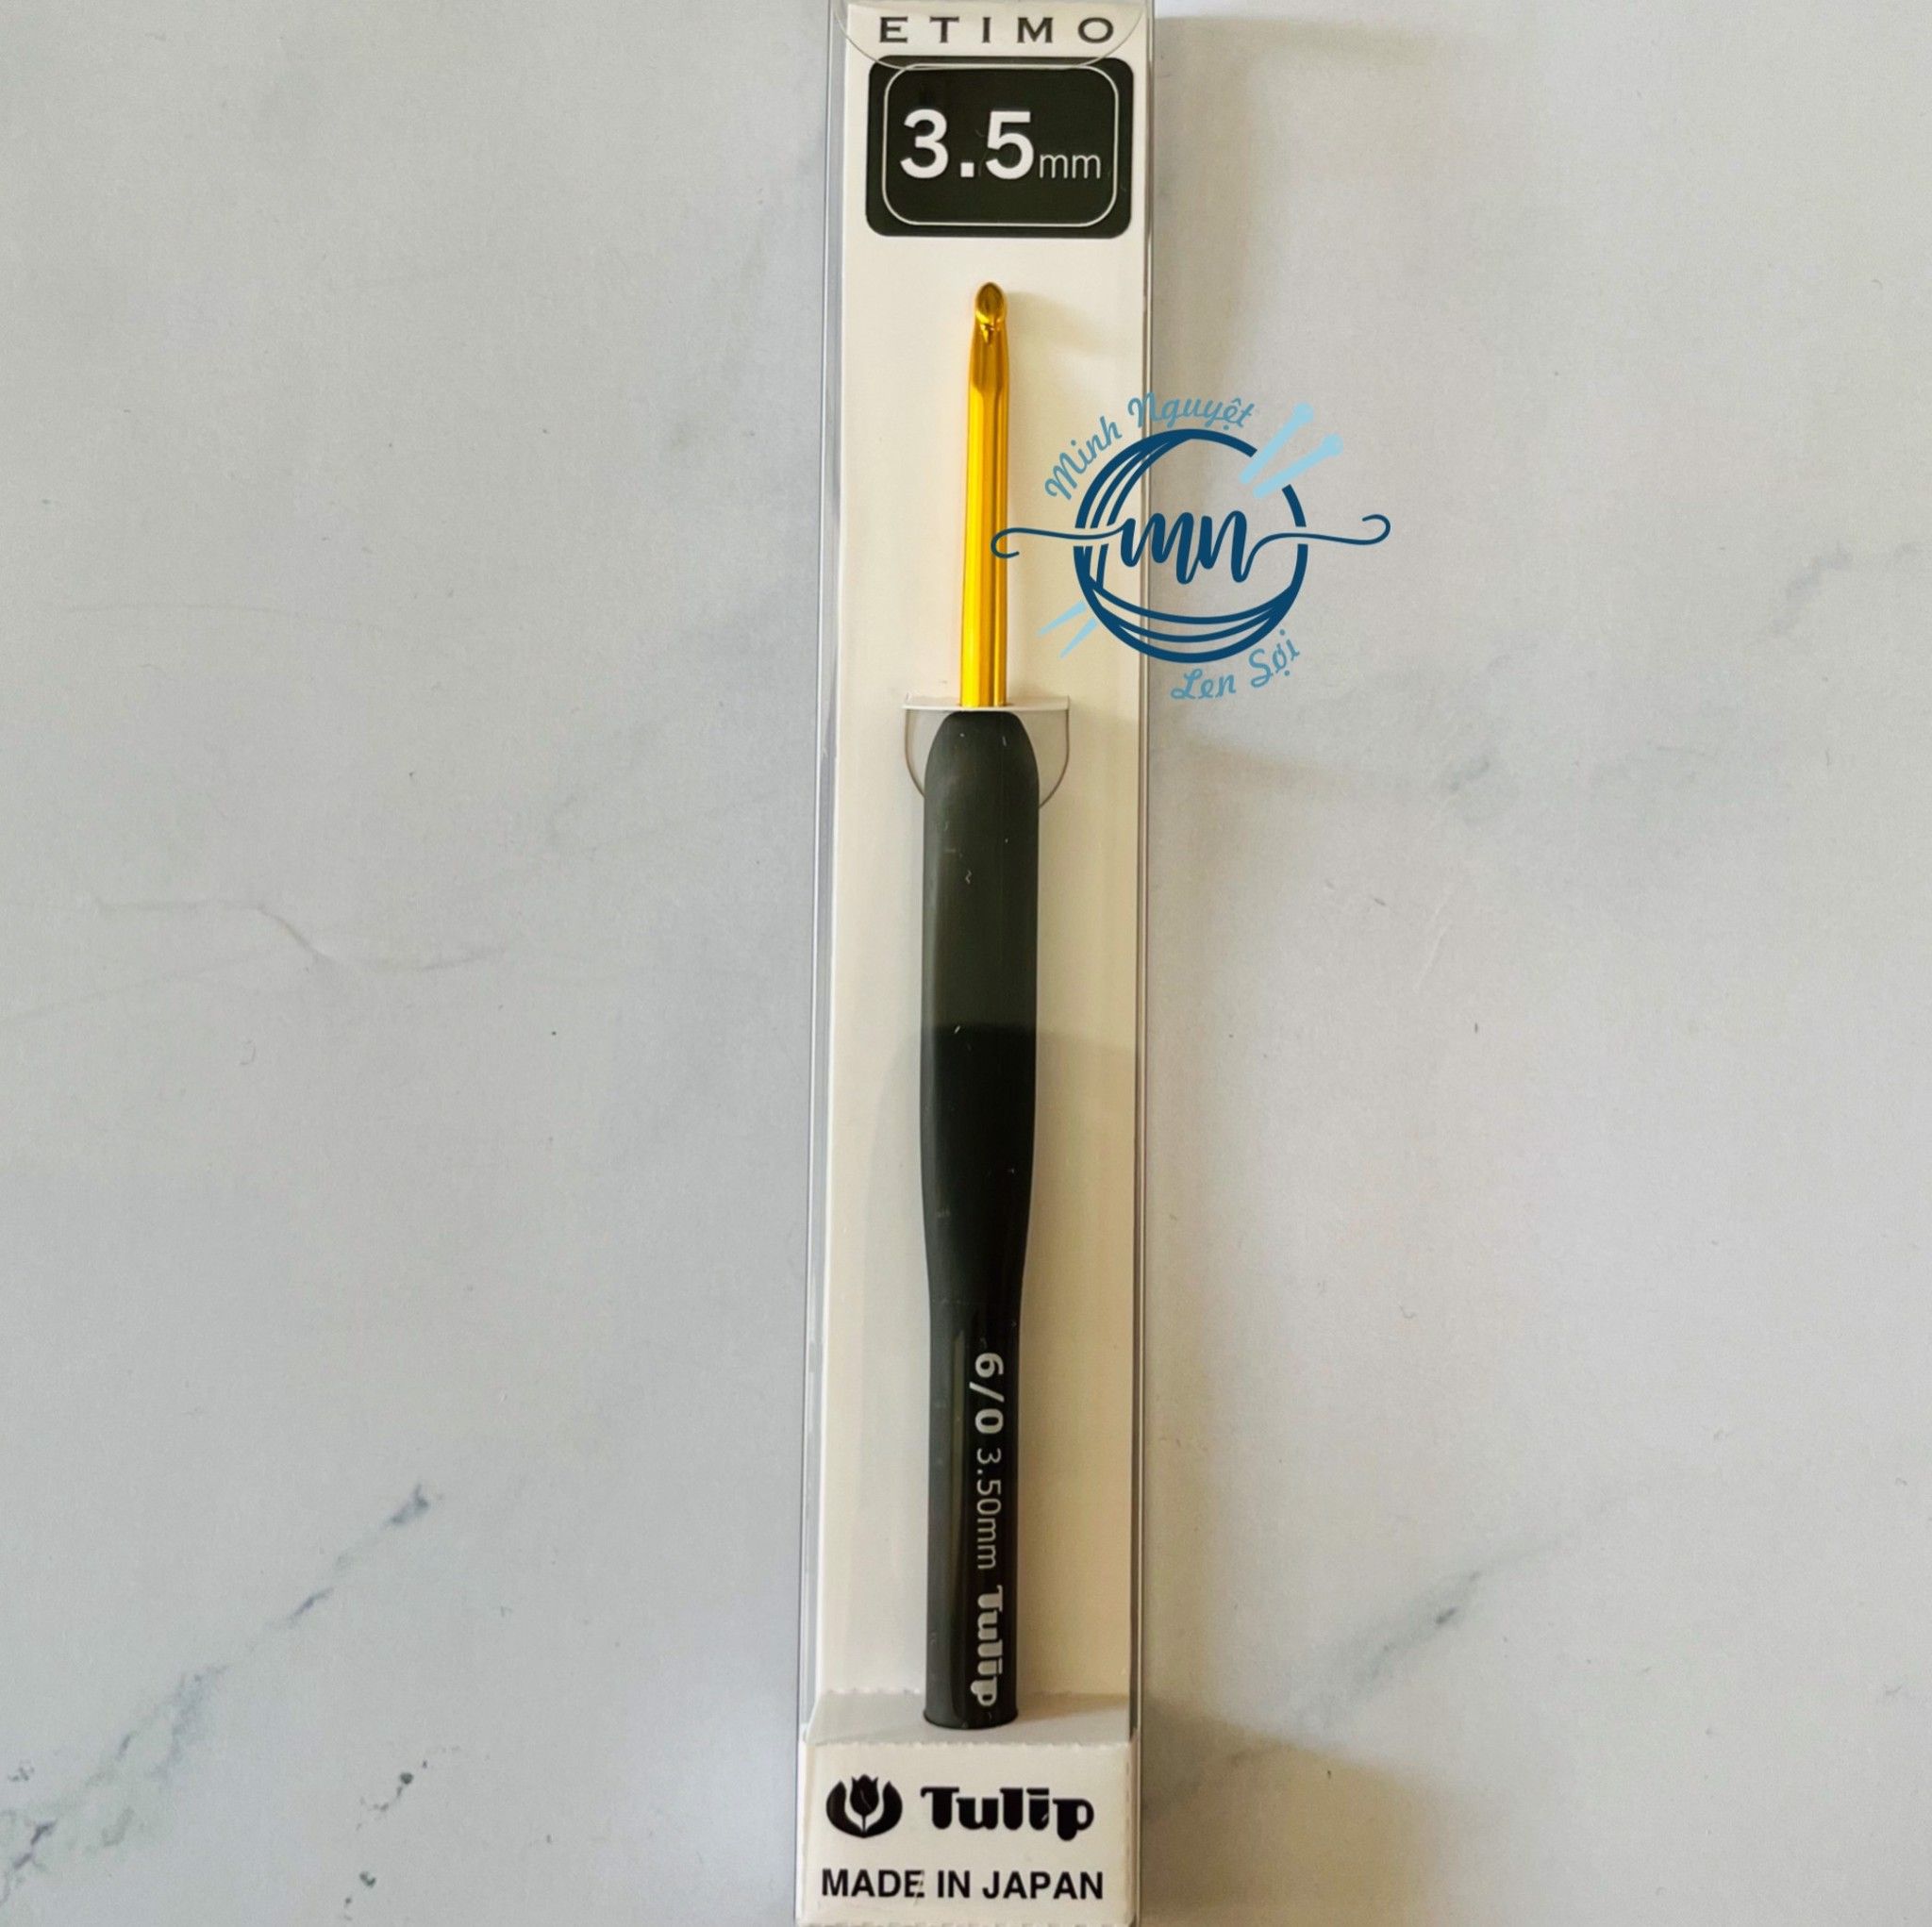 ETIMO
3.5mm
Minh Nguyệt
mn
Len Sợi
6/0 3.50mm Tulip
Tulip
MADE IN JAPAN